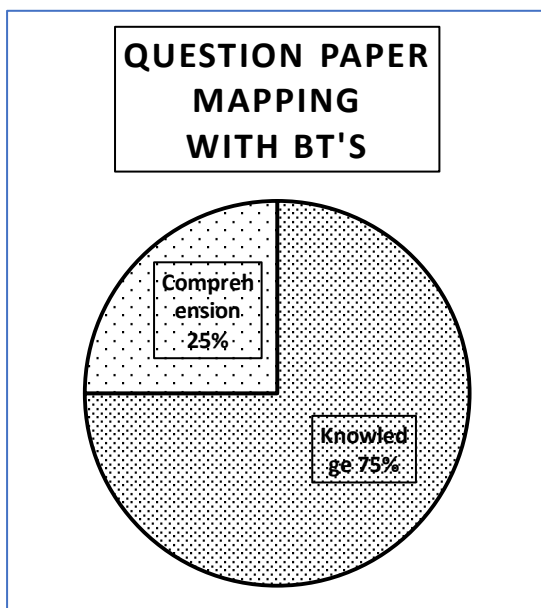 QUESTION PAPER
MAPPING
WITH BT'S
Compreh
ension
25%
Knowled
ge 75%